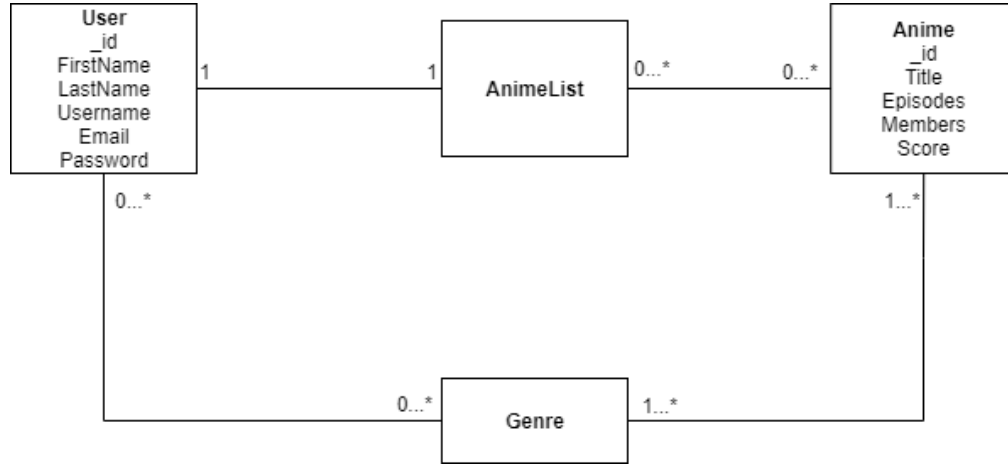 User
_id
FirstName
LastName
Username
Email
Password
1
1
AnimeList
0...*
0...*
Anime
_id
Title
Episodes
Members
Score
0...*
1...*
0...*
Genre
1...*